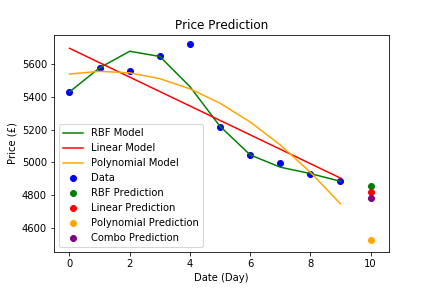 Price Prediction
Price (£)
5600
5400
5200
5000
4800
4600
RBF Model
Linear Model
Polynomial Model
Data
RBF Prediction
Linear Prediction
Polynomial Prediction
Combo Prediction
0 2 4 6 8 10
Date (Day)